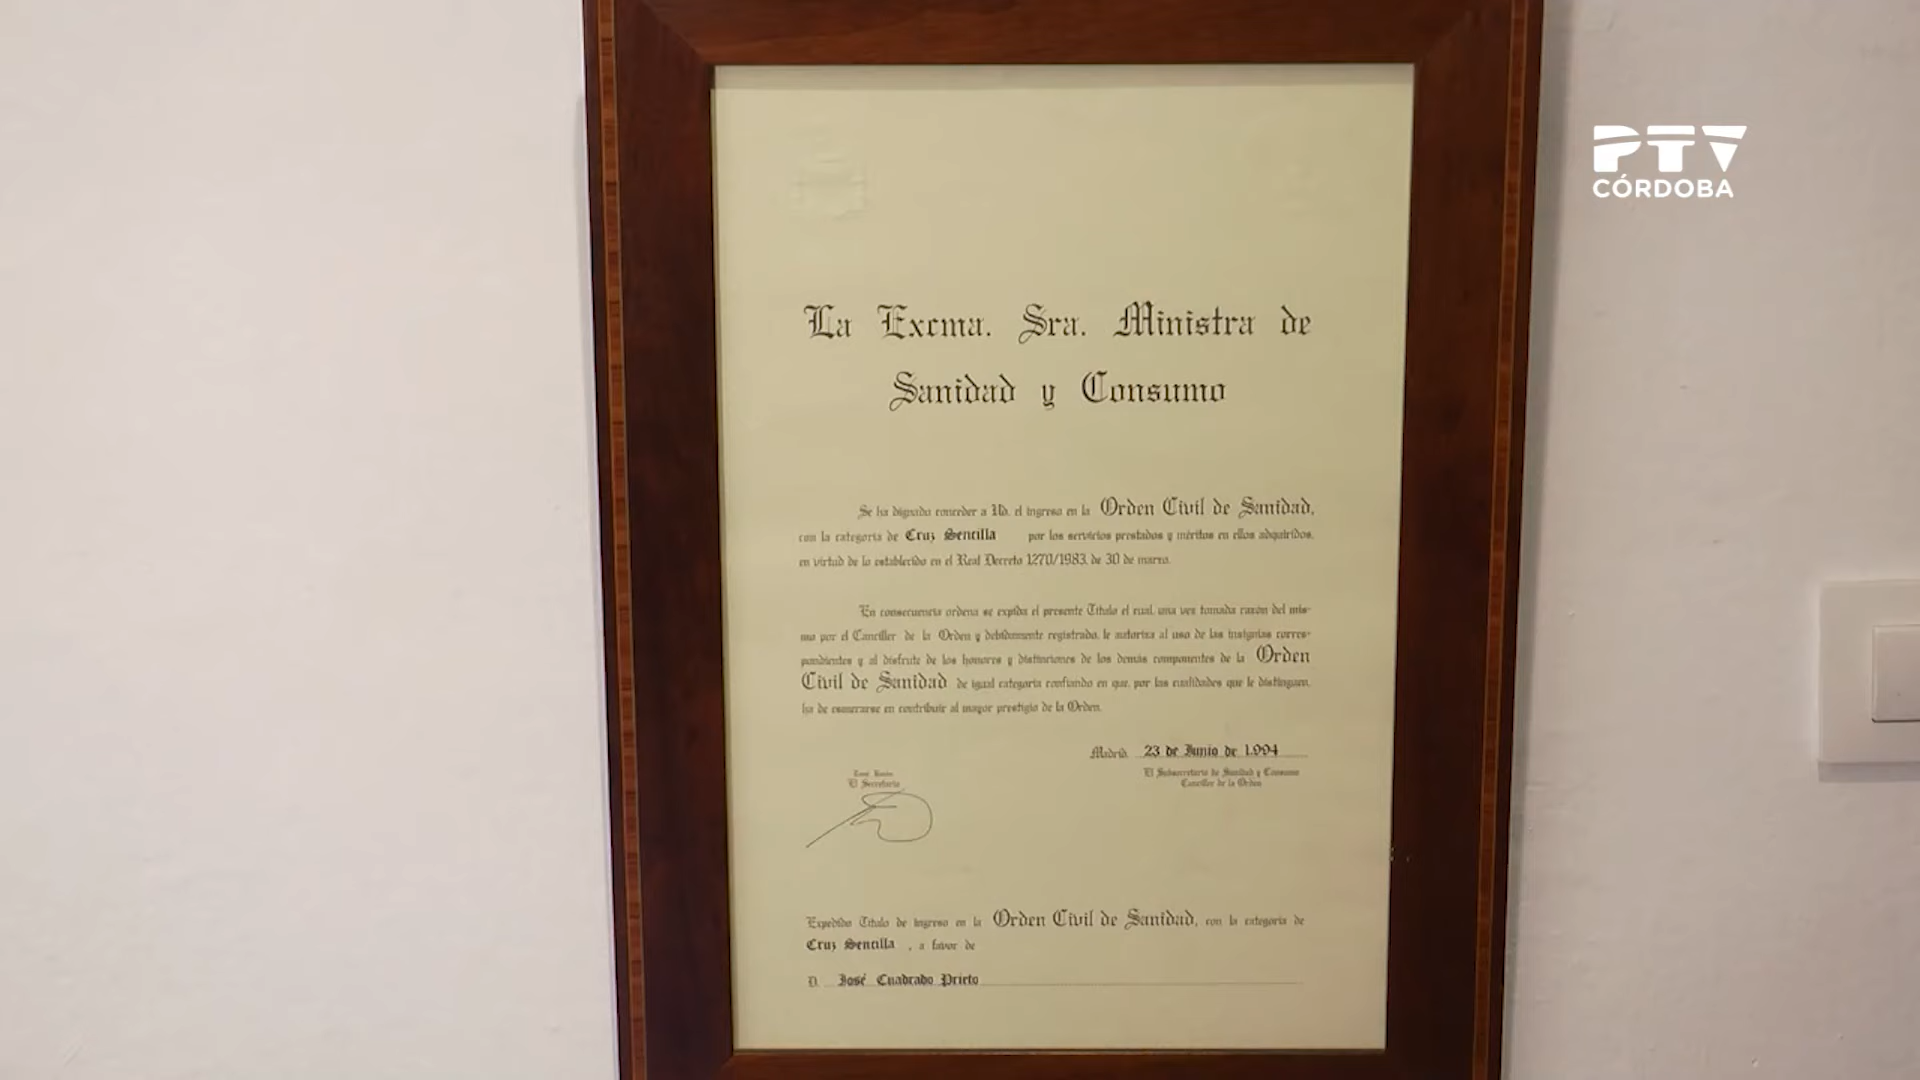 PTV
CÓRDOBA
La Excma. Sra. Ministra de
Sanidad y Consumo
Se ha dignado conceder a Ud. el ingreso en la Orden Civil de Sanidad,
con la categoría de Cruz Sencilla por los servicios prestados y méritos en ellos adquiridos,
en virtud de lo establecido en el Real Decreto 1270/1983, de 30 de marzo.
En consecuencia ordena se expida el presente Título el cual, una vez tomada razón del mis-
mo por el Canciller de la Orden y debidamente registrado, le autoriza al uso de las insignias corres-
pondientes y al disfrute de los honores y distinciones de los demás componentes de la Orden
Civil de Sanidad de igual categoría confiando en que, por las cualidades que le distinguen,
ha de esmerarse en contribuir al mayor prestigio de la Orden.
Madrid, 23 de Junio de 1.994
El Subsecretario de Sanidad y Consumo
Canciller de la Orden
El Secretario
Expedido Título de ingreso en la Orden Civil de Sanidad, con la categoría de
Cruz Sencilla , a favor de
D. José Cuadrado Prieto